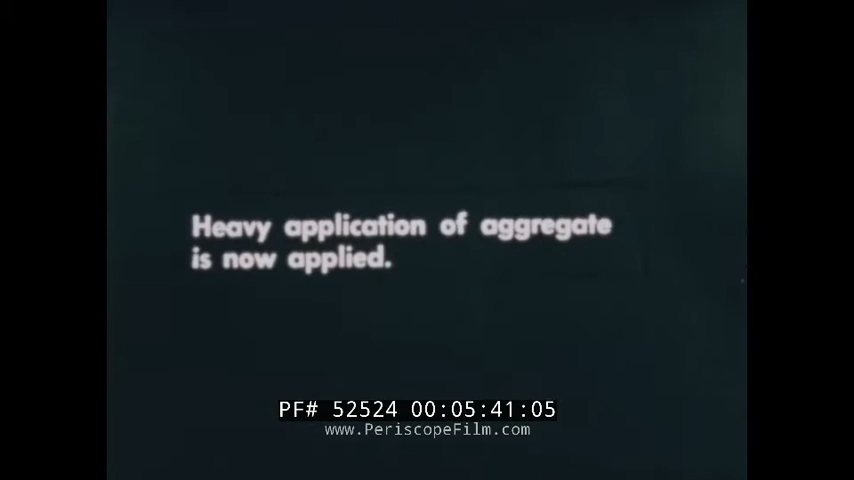 Heavy application of aggregate
is now applied.
PF# 52524 00:05:41:05
www.PeriscopeFilm.com